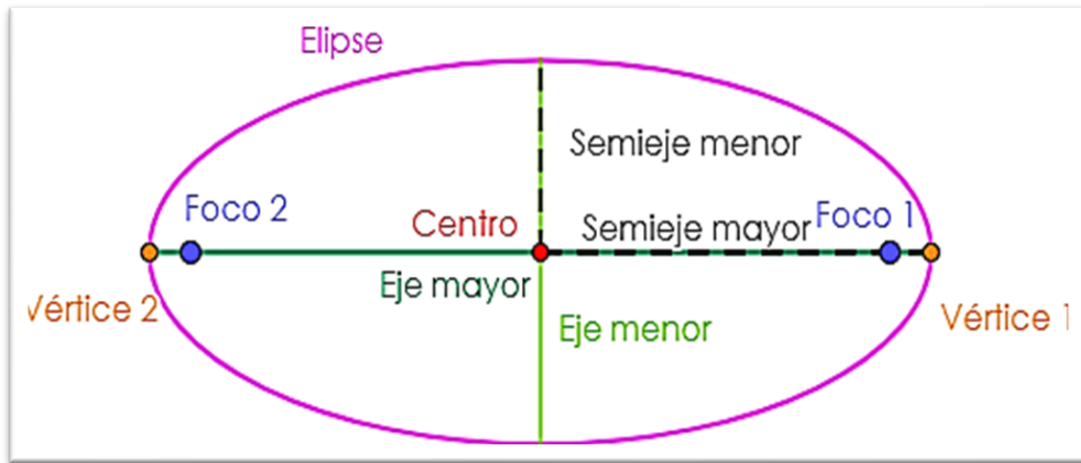 Elipse
Semieje menor
Foco 2
Centro
Semieje mayor
Foco 1
Eje mayor
Vértice 2
Eje menor
Vértice 1